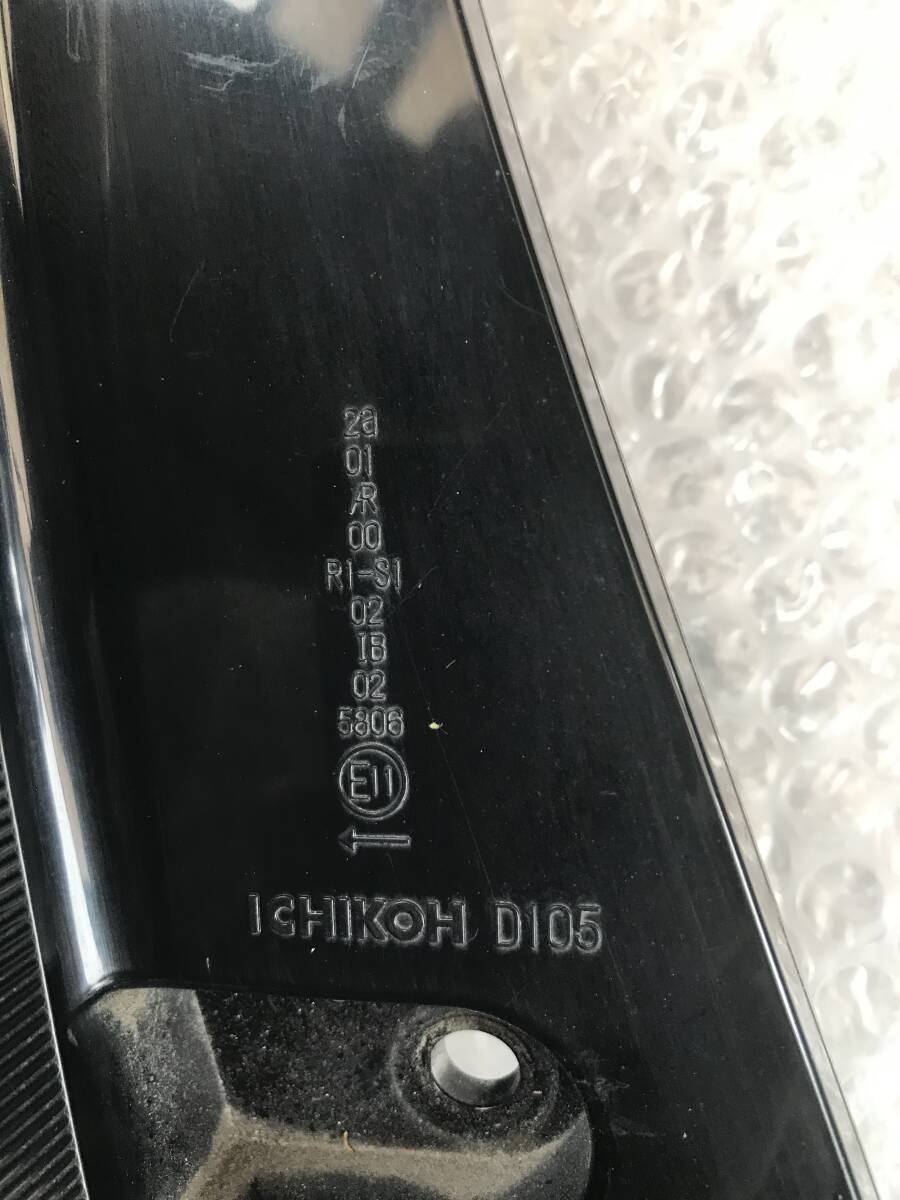 2a
01
AR
00
R1-S1
02
IB
02
5806
E11
ICHIKOH D105